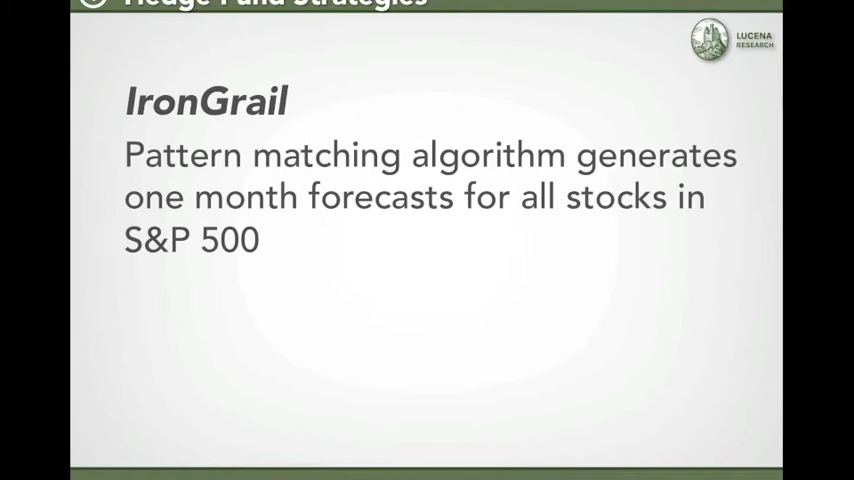 Hedge Fund Strategies
LUCENA
RESEARCH
IronGrail
Pattern matching algorithm generates
one month forecasts for all stocks in
S&P 500